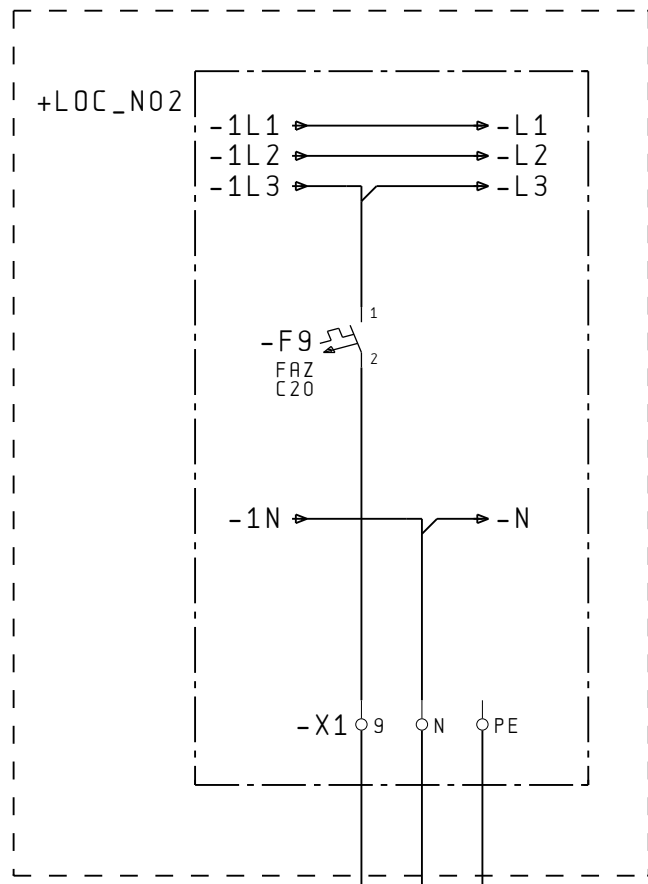 +LOC_NO2
-1L1 -L1
-1L2 -L2
-1L3 -L3
1
-F9
2
FAZ
C20
-1N -N
-X1 9 N PE